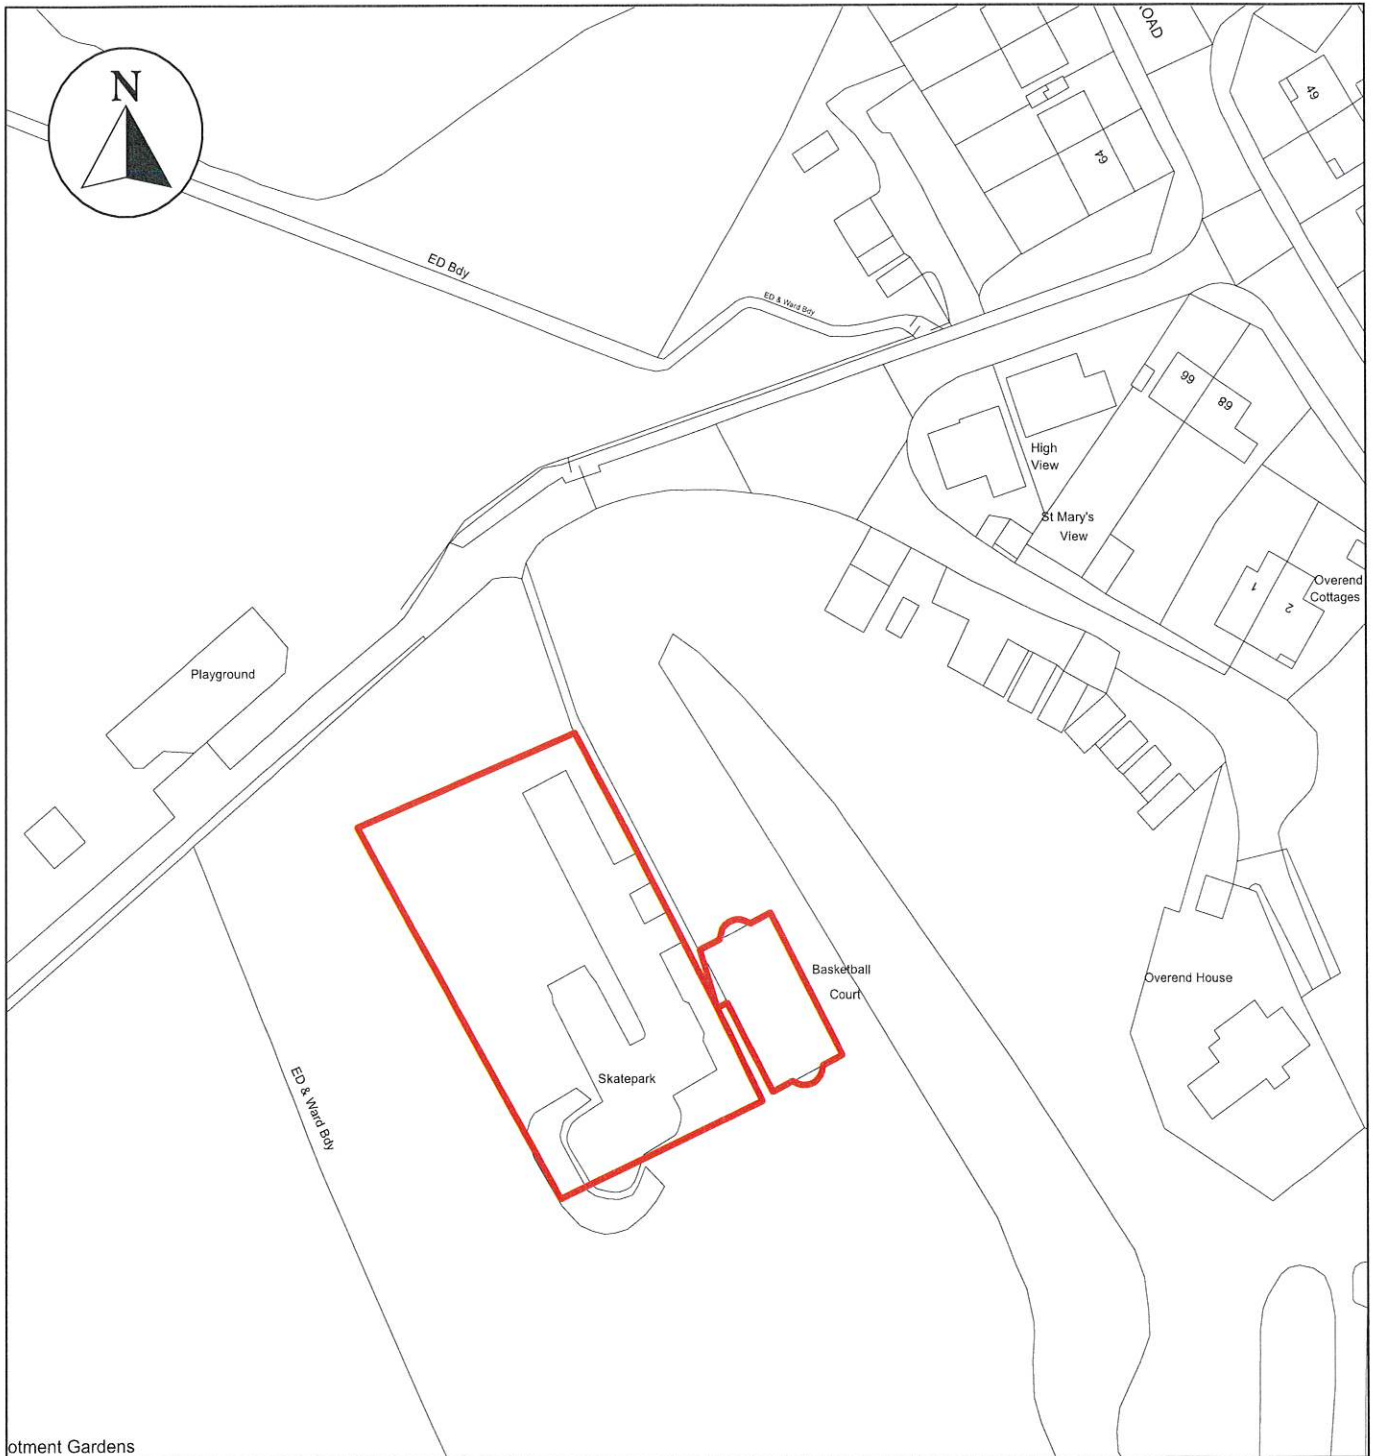 OAD
N
49
64
ED Bdy
ED & Ward Bdy
66
68
High
View
St Mary's
View
Overend
Cottages
1
2
Playground
Basketball
Court
Overend House
Skatepark
ED & Ward Bdy
otment Gardens